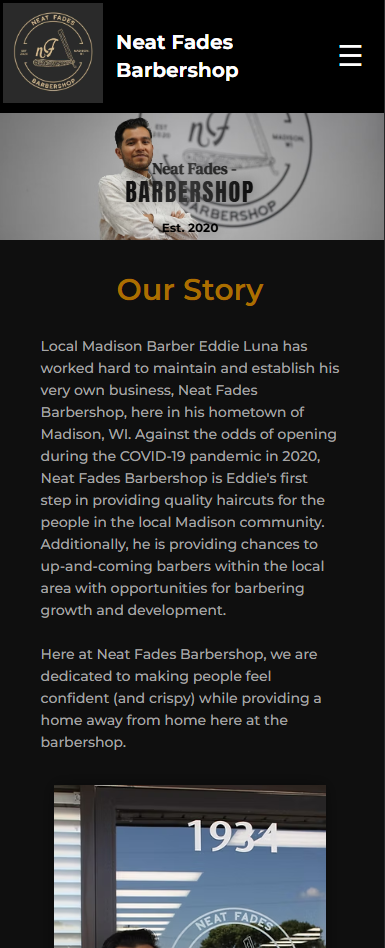 NEAT FADES
nF
EST.
2020
MADISON,
WI
BARBERSHOP
Neat Fades
Barbershop
EST
2020
nF
MADISON,
WI
BARBERSHOP
Neat Fades -
BARBERSHOP
Est. 2020
Our Story
Local Madison Barber Eddie Luna has
worked hard to maintain and establish his
very own business, Neat Fades
Barbershop, here in his hometown of
Madison, WI. Against the odds of opening
during the COVID-19 pandemic in 2020,
Neat Fades Barbershop is Eddie's first
step in providing quality haircuts for the
people in the local Madison community.
Additionally, he is providing chances to
up-and-coming barbers within the local
area with opportunities for barbering
growth and development.
Here at Neat Fades Barbershop, we are
dedicated to making people feel
confident (and crispy) while providing a
home away from home here at the
barbershop.
1934
NEAT FADES